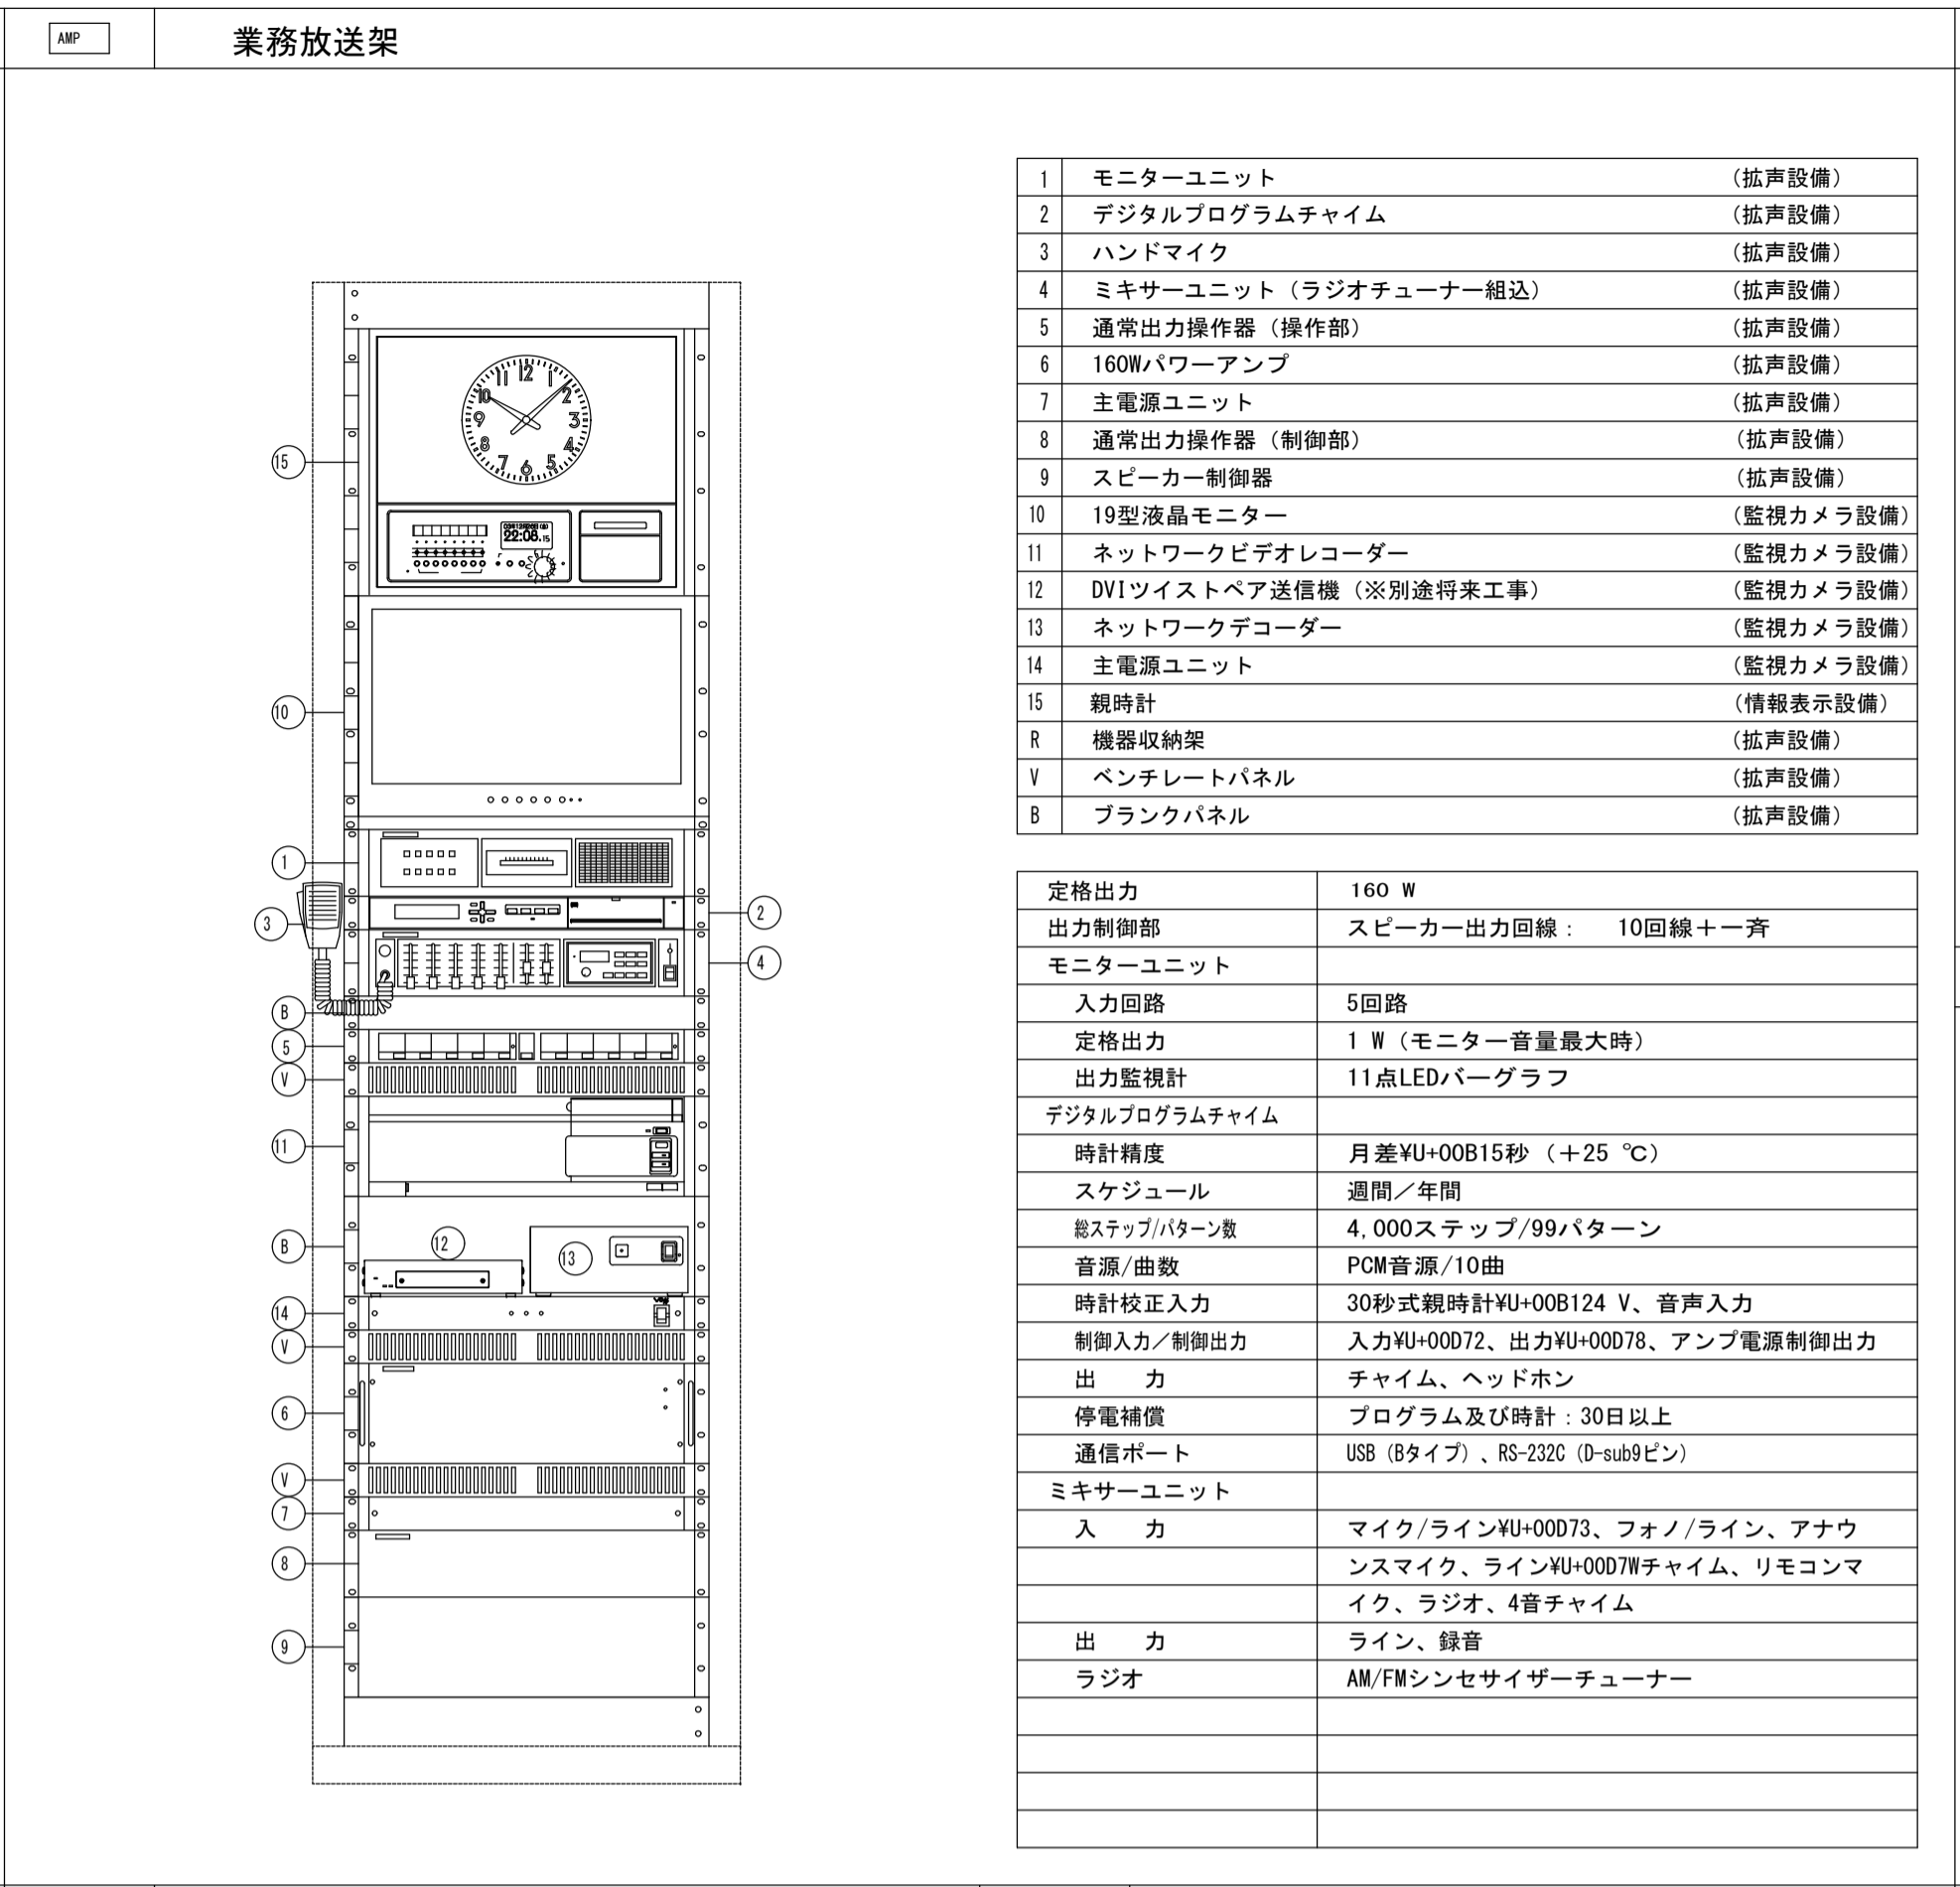 AMP 業務放送架
1 モニターユニット （拡声設備）
2 デジタルプログラムチャイム （拡声設備）
3 ハンドマイク （拡声設備）
4 ミキサーユニット（ラジオチューナー組込） （拡声設備）
5 通常出力操作器（操作部） （拡声設備）
6 160Wパワーアンプ （拡声設備）
7 主電源ユニット （拡声設備）
8 通常出力操作器（制御部） （拡声設備）
9 スピーカー制御器 （拡声設備）
10 19型液晶モニター （監視カメラ設備）
11 ネットワークビデオレコーダー （監視カメラ設備）
12 DVIツイストペア送信機（※別途将来工事） （監視カメラ設備）
13 ネットワークデコーダー （監視カメラ設備）
14 主電源ユニット （監視カメラ設備）
15 親時計 （情報表示設備）
R 機器収納架 （拡声設備）
V ベンチレートパネル （拡声設備）
B ブランクパネル （拡声設備）
定格出力 160 W
出力制御部 スピーカー出力回線： 10回線＋一斉
モニターユニット
入力回路 5回路
定格出力 1 W（モニター音量最大時）
出力監視計 11点LEDバーグラフ
デジタルプログラムチャイム
時計精度 月差¥U+00B15秒（＋25 ℃）
スケジュール 週間／年間
総ステップ/パターン数 4,000ステップ/99パターン
音源/曲数 PCM音源/10曲
時計校正入力 30秒式親時計¥U+00B124 V、音声入力
制御入力／制御出力 入力¥U+00D72、出力¥U+00D78、アンプ電源制御出力
出 力 チャイム、ヘッドホン
停電補償 プログラム及び時計：30日以上
通信ポート USB（Bタイプ）、RS-232C（D-sub9ピン）
ミキサーユニット
入 力 マイク/ライン¥U+00D73、フォノ/ライン、アナウ
ンスマイク、ライン¥U+00D7Wチャイム、リモコンマ
イク、ラジオ、4音チャイム
出 力 ライン、録音
ラジオ AM/FMシンセサイザーチューナー
12
11 1
10 2
9 3
8 4
7 5
6
22:08.15
15
10
1
3
2
4
B
5
V
11
B
12
13
14
V
6
V
7
8
9